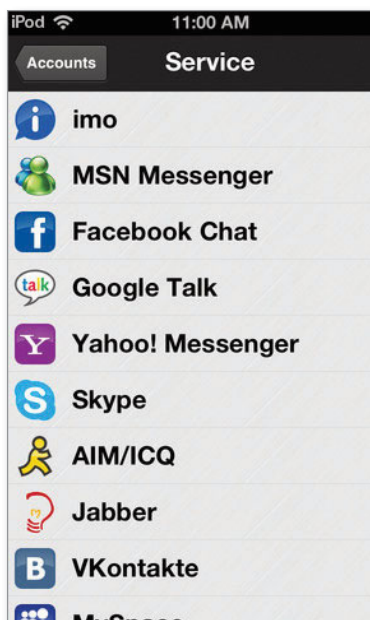 iPod 11:00 AM
Accounts Service
imo
MSN Messenger
Facebook Chat
talk Google Talk
Yahoo! Messenger
Skype
AIM/ICQ
Jabber
B VKontakte
MySpace